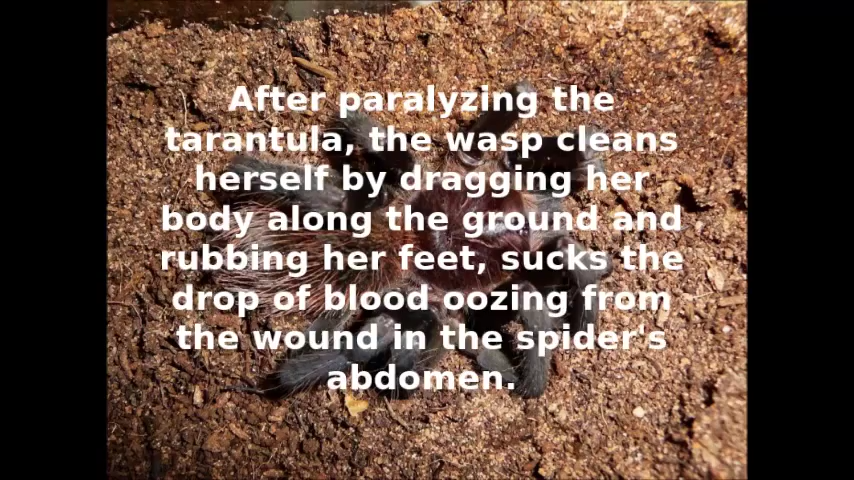 After paralyzing the
tarantula, the wasp cleans
herself by dragging her
body along the ground and
rubbing her feet, sucks the
drop of blood oozing from
the wound in the spider's
abdomen.